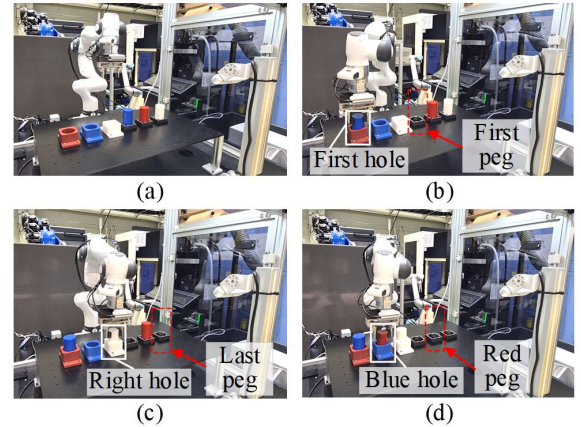 (a)
First hole
First
peg
(b)
Right hole
Last
peg
(c)
Blue hole
Red
peg
(d)